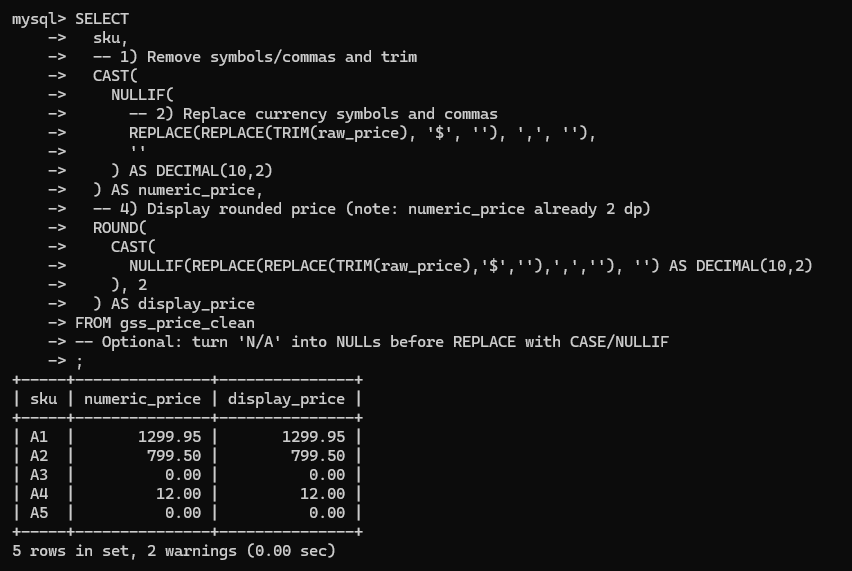 mysql> SELECT
    ->   sku,
    ->   -- 1) Remove symbols/commas and trim
    ->   CAST(
    ->     NULLIF(
    ->       -- 2) Replace currency symbols and commas
    ->       REPLACE(REPLACE(TRIM(raw_price), '$', ''), ',', ''),
    ->       ''
    ->     ) AS DECIMAL(10,2)
    ->   ) AS numeric_price,
    ->   -- 4) Display rounded price (note: numeric_price already 2 dp)
    ->   ROUND(
    ->     CAST(
    ->       NULLIF(REPLACE(REPLACE(TRIM(raw_price),'$',''),',',''), '') AS DECIMAL(10,2)
    ->     ), 2
    ->   ) AS display_price
    -> FROM gss_price_clean
    -> -- Optional: turn 'N/A' into NULLs before REPLACE with CASE/NULLIF
    -> ;
+-----+---------------+---------------+
| sku | numeric_price | display_price |
+-----+---------------+---------------+
| A1  |       1299.95 |       1299.95 |
| A2  |        799.50 |        799.50 |
| A3  |          0.00 |          0.00 |
| A4  |         12.00 |         12.00 |
| A5  |          0.00 |          0.00 |
+-----+---------------+---------------+
5 rows in set, 2 warnings (0.00 sec)